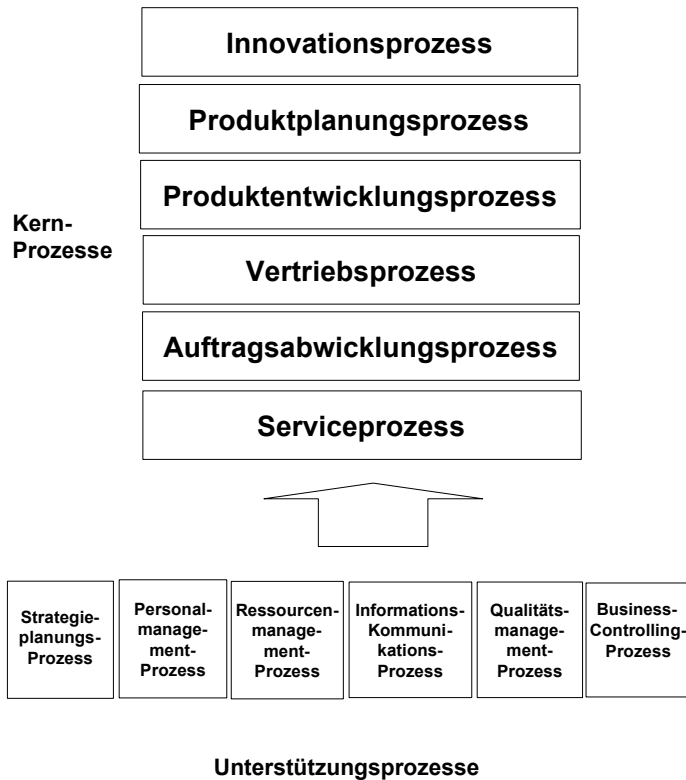 Innovationsprozess
Produktplanungsprozess
Produktentwicklungsprozess
Kern-
Prozesse
Vertriebsprozess
Auftragsabwicklungsprozess
Serviceprozess
Strategie-
planungs-
Prozess
Personal-
manage-
ment-
Prozess
Ressourcen-
manage-
ment-
Prozess
Informations-
Kommuni-
kations-
Prozess
Qualitäts-
manage-
ment-
Prozess
Business-
Controlling-
Prozess
Unterstützungsprozesse